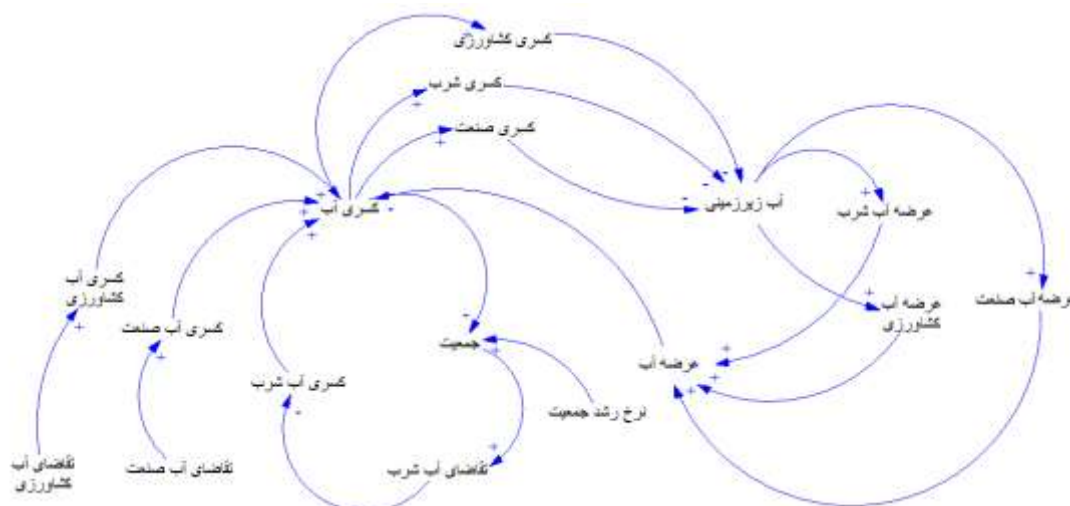 کسری کشاورزی
کسری شرب
کسری صنعت
کسری آب
آب زیرزمینی
عرضه آب شرب
کسری آب
کشاورزی
کسری آب صنعت
عرضه آب
کشاورزی
عرضه آب صنعت
جمعیت
عرضه آب
کسری آب شرب
نرخ رشد جمعیت
تقاضای آب
کشاورزی
تقاضای آب صنعت
تقاضای آب شرب